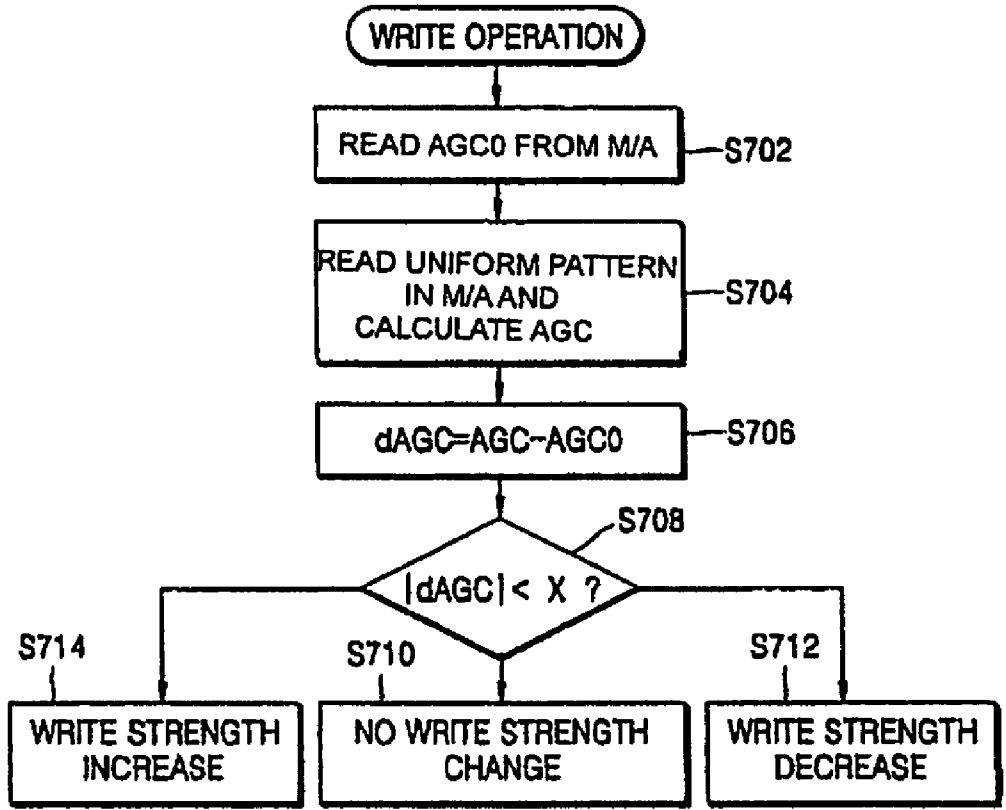 WRITE OPERATION
READ AGC0 FROM M/A
S702
READ UNIFORM PATTERN
IN M/A AND
CALCULATE AGC
S704
dAGC=AGC-AGC0
S706
S708
|dAGC|< X ?
S714
S710
S712
WRITE STRENGTH
INCREASE
NO WRITE STRENGTH
CHANGE
WRITE STRENGTH
DECREASE